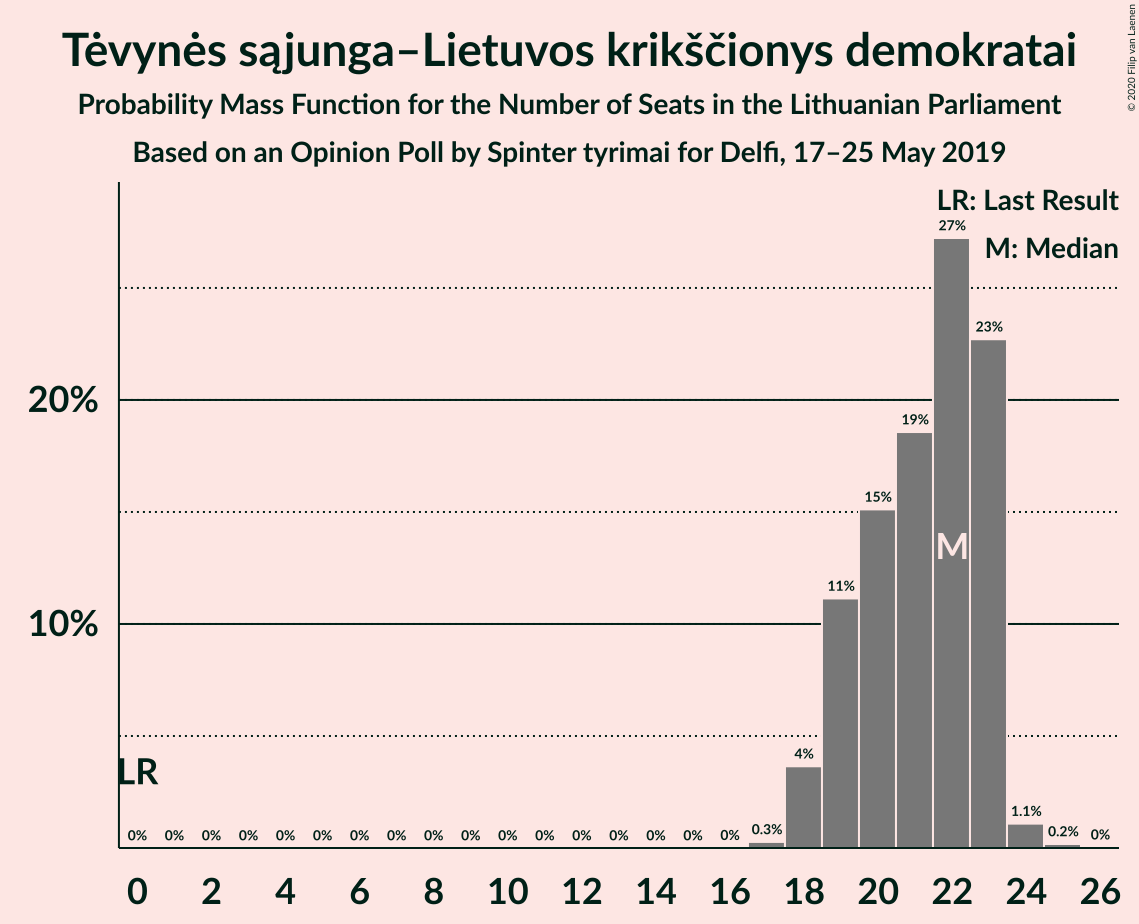 Tėvynės sąjunga–Lietuvos krikščionys demokratai
Probability Mass Function for the Number of Seats in the Lithuanian Parliament
Based on an Opinion Poll by Spinter tyrimai for Delfi, 17–25 May 2019
© 2020 Filip van Laenen
LR: Last Result
M: Median
27%
23%
20%
19%
15%
M
11%
10%
4%
LR
1.1%
0% 0% 0% 0% 0% 0% 0% 0% 0% 0% 0% 0% 0% 0% 0% 0% 0% 0.3% 0.2% 0%
0 2 4 6 8 10 12 14 16 18 20 22 24 26